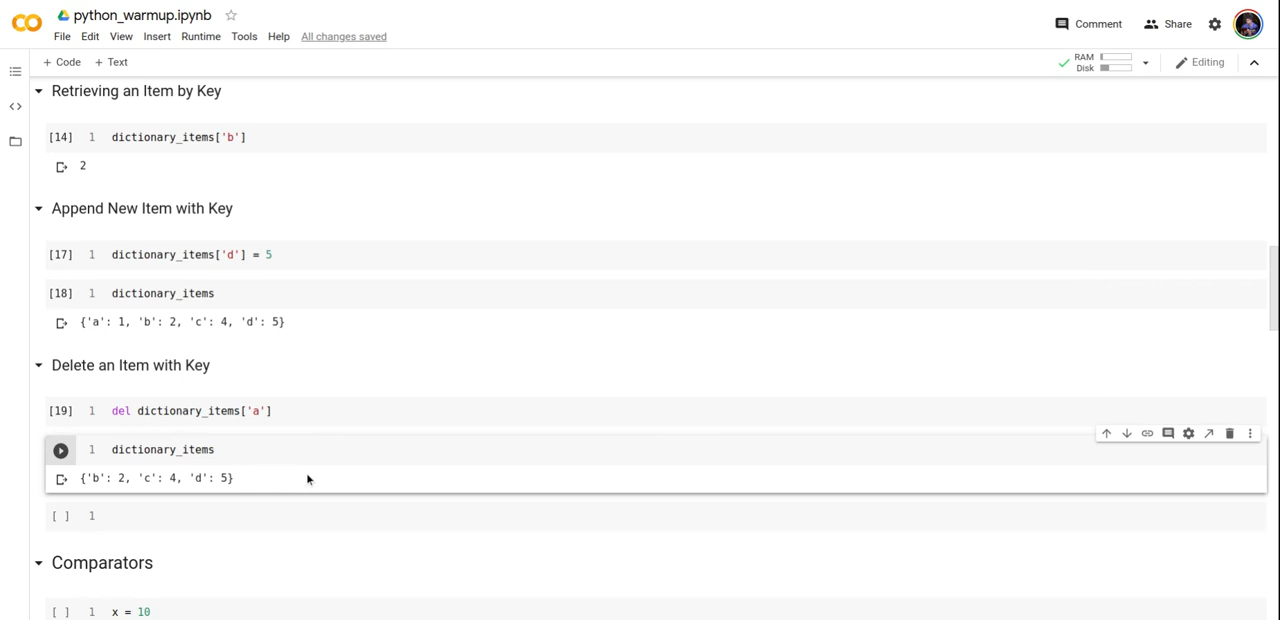 python_warmup.ipynb
Comment
Share
File Edit View Insert Runtime Tools Help All changes saved
+ Code + Text
RAM
Disk
Editing
Retrieving an Item by Key
[14] 1 dictionary_items['b']
2
Append New Item with Key
[17] 1 dictionary_items['d'] = 5
[18] 1 dictionary_items
{'a': 1, 'b': 2, 'c': 4, 'd': 5}
Delete an Item with Key
[19] 1 del dictionary_items['a']
1 dictionary_items
{'b': 2, 'c': 4, 'd': 5}
[ ] 1
Comparators
[ ] 1 x = 10